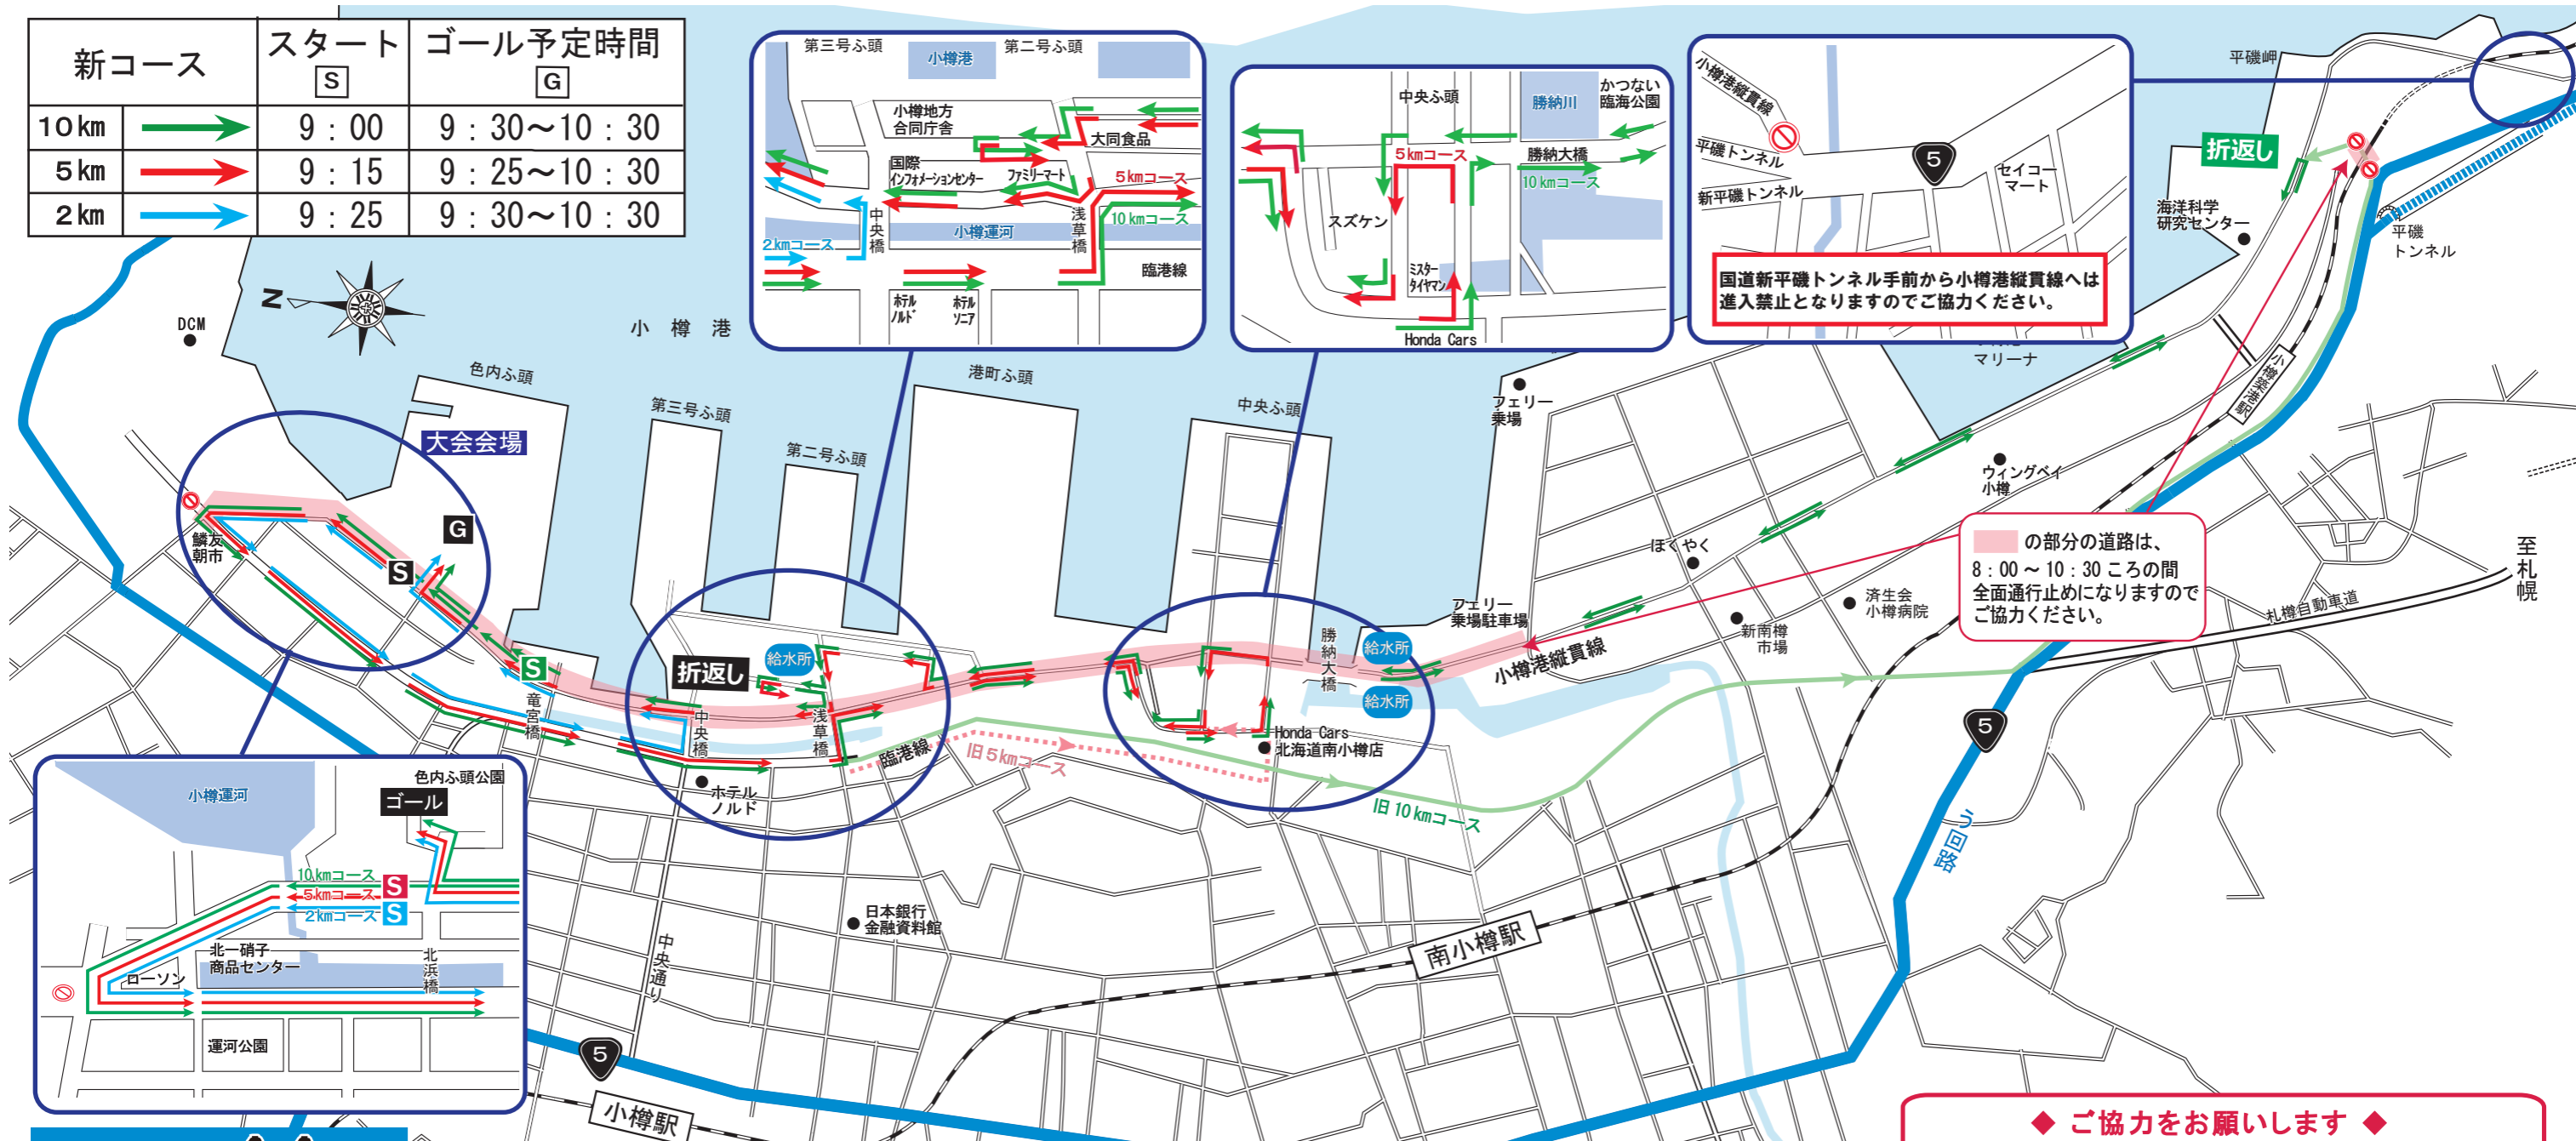 新コース
スタート
S
ゴール予定時間
G
10km
9：00
9：30～10：30
5km
9：15
9：25～10：30
2km
9：25
9：30～10：30
第三号ふ頭
小樽港
第二号ふ頭
小樽地方
合同庁舎
大同食品
国際
インフォメーションセンター
ファミリーマート
5kmコース
10kmコース
中央橋
小樽運河
浅草橋
2kmコース
臨港線
ホテル
ノルド
ホテル
ソニア
中央ふ頭
勝納川
かつない
臨海公園
5kmコース
勝納大橋
10kmコース
スズケン
ミスター
タイヤマン
Honda Cars
小樽港縦貫線
平磯トンネル
新平磯トンネル
5
セイコー
マート
国道新平磯トンネル手前から小樽港縦貫線へは
進入禁止となりますのでご協力ください。
平磯岬
折返し
海洋科学
研究センター
平磯
トンネル
N
DCM
小樽港
色内ふ頭
第三号ふ頭
第二号ふ頭
港町ふ頭
中央ふ頭
フェリー
乗場
マリーナ
小樽築港駅
大会会場
G
S
鱗友
朝市
S
竜宮橋
折返し
給水所
中央橋
浅草橋
ホテル
ノルド
臨港線
旧5kmコース
旧10kmコース
Honda Cars
北海道南小樽店
勝納大橋
給水所
給水所
フェリー
乗場駐車場
小樽港縦貫線
ほくやく
新南樽
市場
済生会
小樽病院
ウィングベイ
小樽
の部分の道路は、
8：00～10：30ころの間
全面通行止めになりますので
ご協力ください。
至札幌
札樽自動車道
5
う回路
色内ふ頭公園
ゴール
小樽運河
10kmコース
S
5kmコース
2kmコース
S
北一硝子
商品センター
北浜橋
ローソン
運河公園
日本銀行
金融資料館
中央通り
南小樽駅
5
小樽駅
◆ ご協力をお願いします ◆